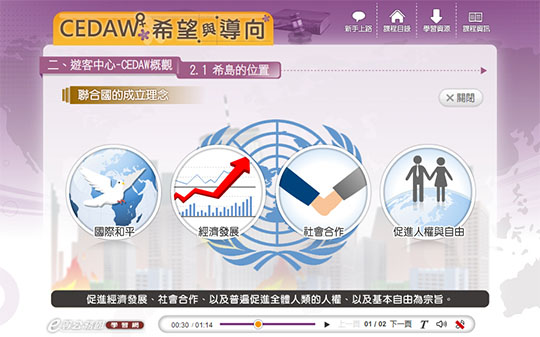 CEDAW 希望與導向
新手上路
課程目錄
學習資源
課程資訊
二、遊客中心-CEDAW概觀
2.1 希島的位置
聯合國的成立理念
✕ 關閉
國際和平
經濟發展
社會合作
促進人權與自由
促進經濟發展、社會合作、以及普遍促進全體人類的人權、以及基本自由為宗旨。
學習網
00:30 / 01:14
上一頁 01 / 02 下一頁 T